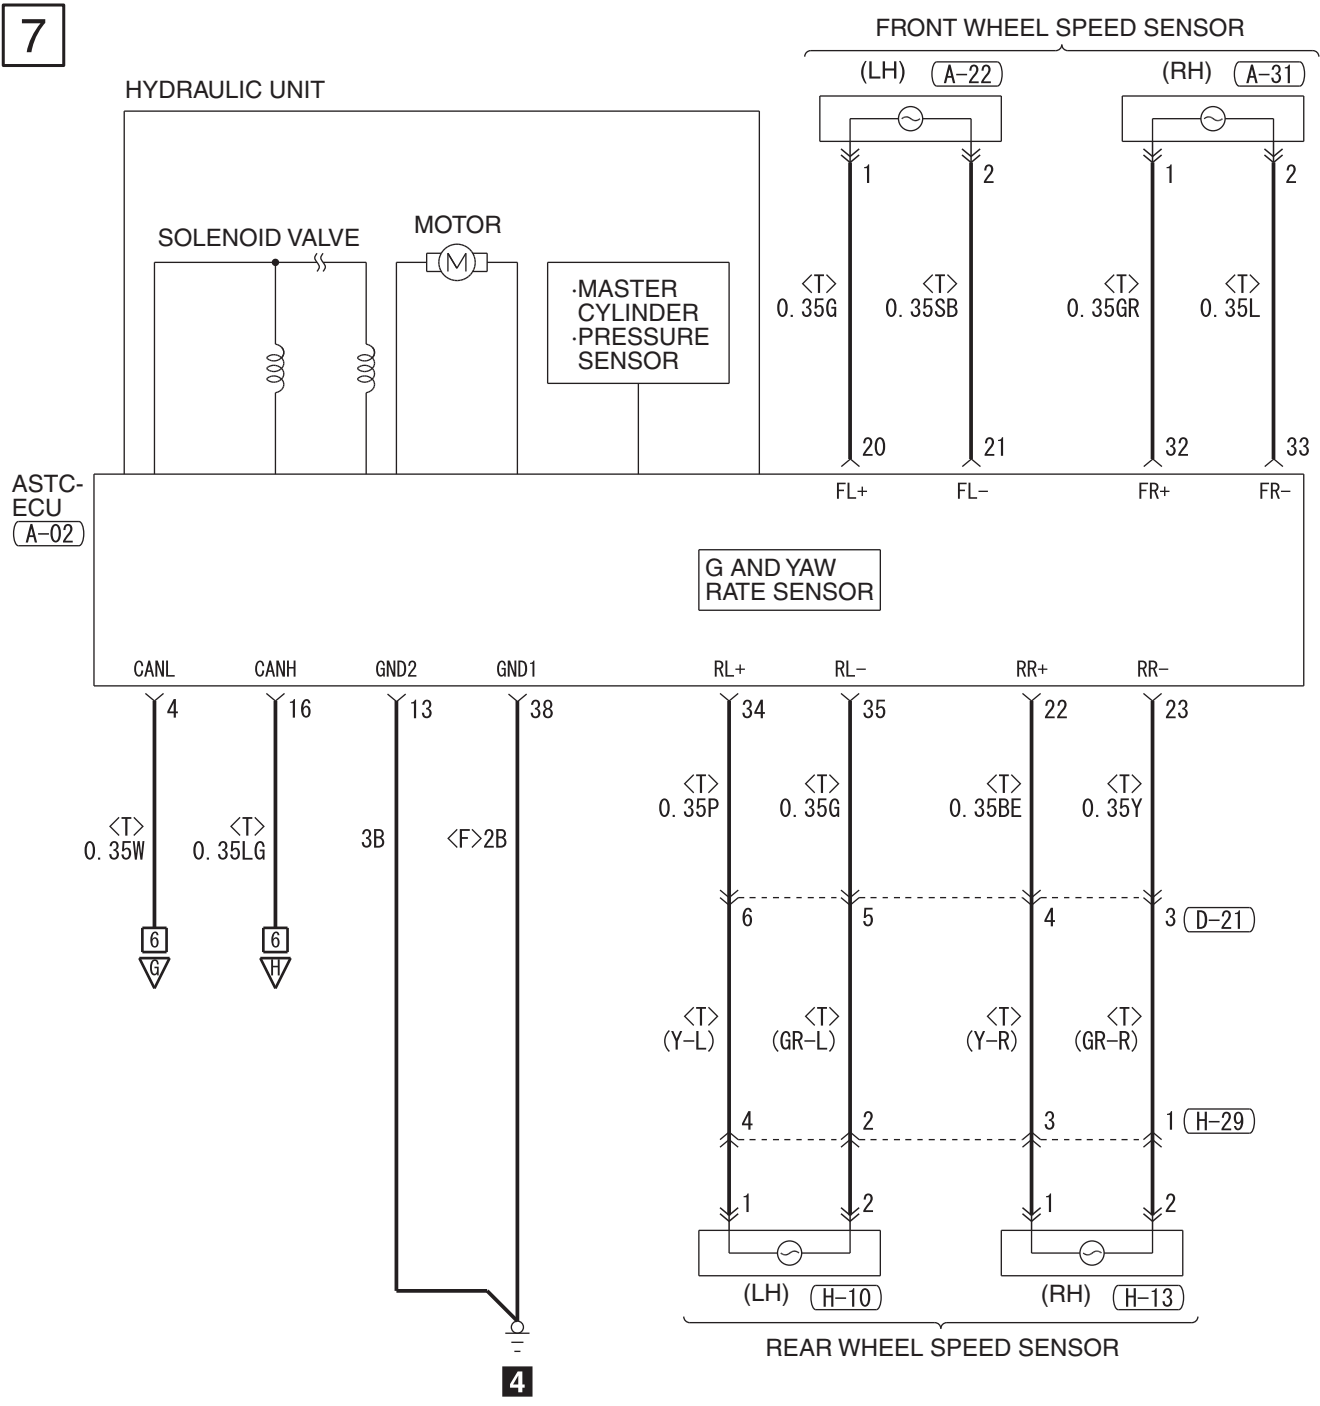 7
FRONT WHEEL SPEED SENSOR
(LH) A-22 (RH) A-31
HYDRAULIC UNIT
1 2 1 2
SOLENOID VALVE
MOTOR
M
·MASTER
CYLINDER
·PRESSURE
SENSOR
<T> <T> <T> <T>
0.35G 0.35SB 0.35GR 0.35L
20 21 32 33
ASTC-
ECU
A-02
FL+ FL- FR+ FR-
G AND YAW
RATE SENSOR
CANL CANH GND2 GND1 RL+ RL- RR+ RR-
4 16 13 38 34 35 22 23
<T> <T> <T> <T>
0.35P 0.35G 0.35BE 0.35Y
<T> <T>
0.35W 0.35LG
3B <F>2B
6 6
G H
6 5 4 3 D-21
<T> <T> <T> <T>
(Y-L) (GR-L) (Y-R) (GR-R)
4 2 3 1 H-29
1 2 1 2
(LH) H-10 (RH) H-13
REAR WHEEL SPEED SENSOR
4